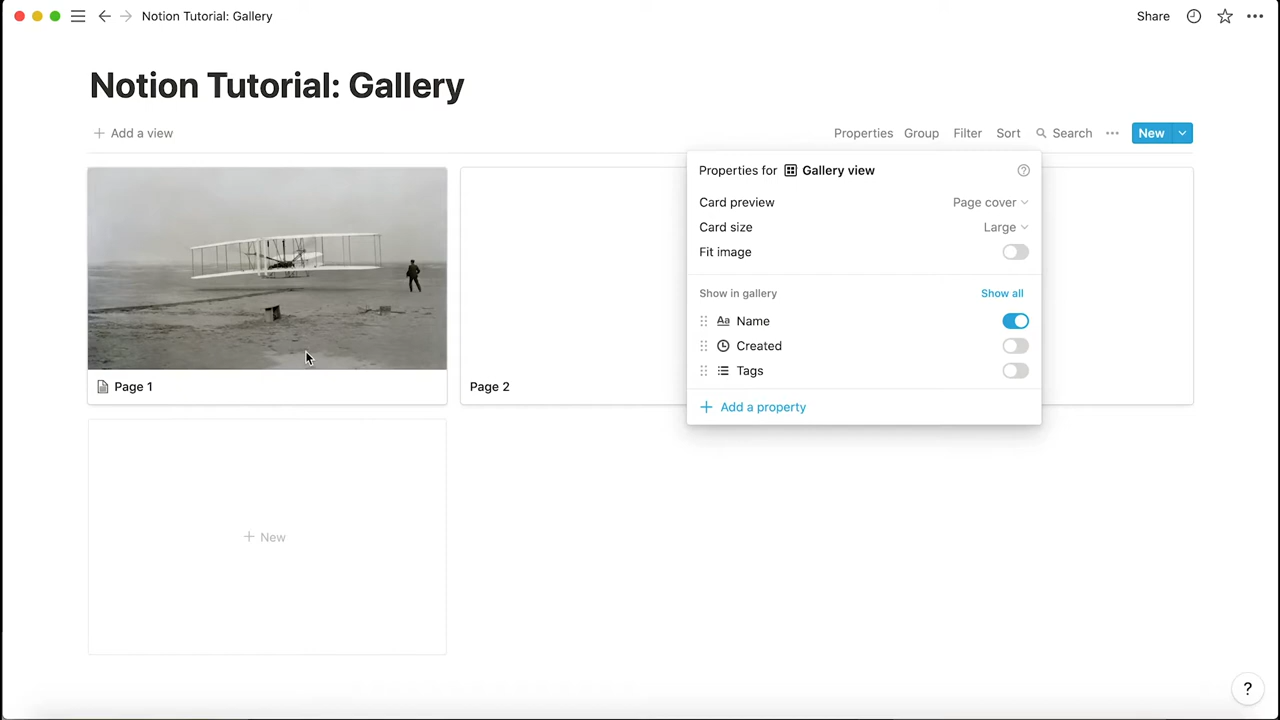 Notion Tutorial: Gallery
Share
Notion Tutorial: Gallery
+ Add a view
Properties Group Filter Sort Search ••• New
Properties for Gallery view
Card preview Page cover
Card size Large
Fit image
Show in gallery Show all
Aa Name
Created
Tags
+ Add a property
Page 1
Page 2
+ New
?